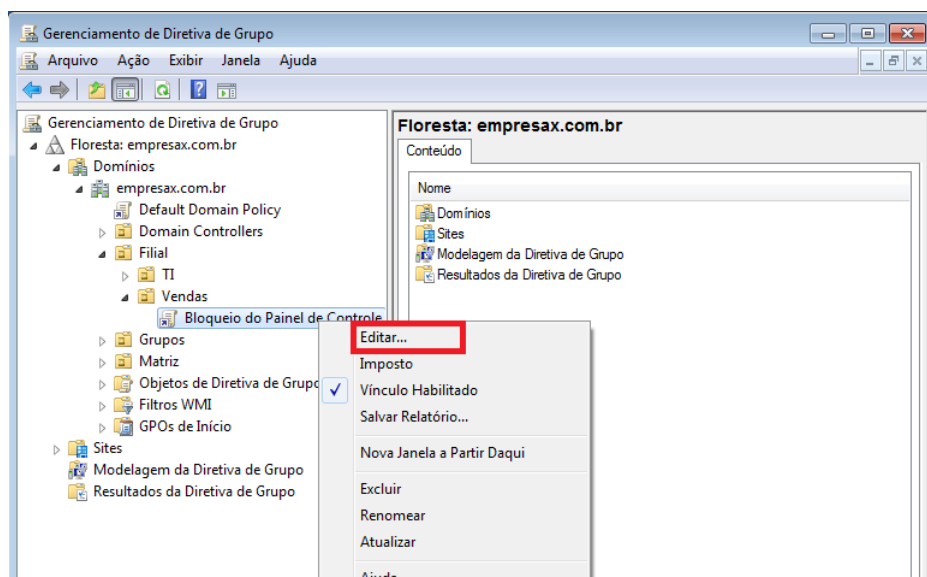 Gerenciamento de Diretiva de Grupo
Arquivo Ação Exibir Janela Ajuda
Gerenciamento de Diretiva de Grupo
Floresta: empresax.com.br
Domínios
empresax.com.br
Default Domain Policy
Domain Controllers
Filial
TI
Vendas
Bloqueio do Painel de Controle
Grupos
Matriz
Objetos de Diretiva de Grupo
Filtros WMI
GPOs de Início
Sites
Modelagem da Diretiva de Grupo
Resultados da Diretiva de Grupo
Floresta: empresax.com.br
Conteúdo
Nome
Domínios
Sites
Modelagem da Diretiva de Grupo
Resultados da Diretiva de Grupo
Editar...
Imposto
Vínculo Habilitado
Salvar Relatório...
Nova Janela a Partir Daqui
Excluir
Renomear
Atualizar
Ajuda